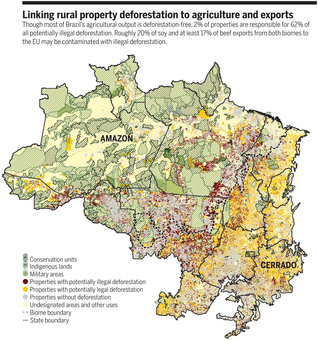 Linking rural property deforestation to agriculture and exports
Though most of Brazil's agricultural output is deforestation-free, 2% of properties are responsible for 62% of
all potentially illegal deforestation. Roughly 20% of soy and at least 17% of beef exports from both biomes to
the EU may be contaminated with illegal deforestation.
AMAZON
CERRADO
Conservation units
Indigenous lands
Military areas
Properties with potentially illegal deforestation
Properties with potentially legal deforestation
Properties without deforestation
Undesignated areas and other uses
Biome boundary
State boundary